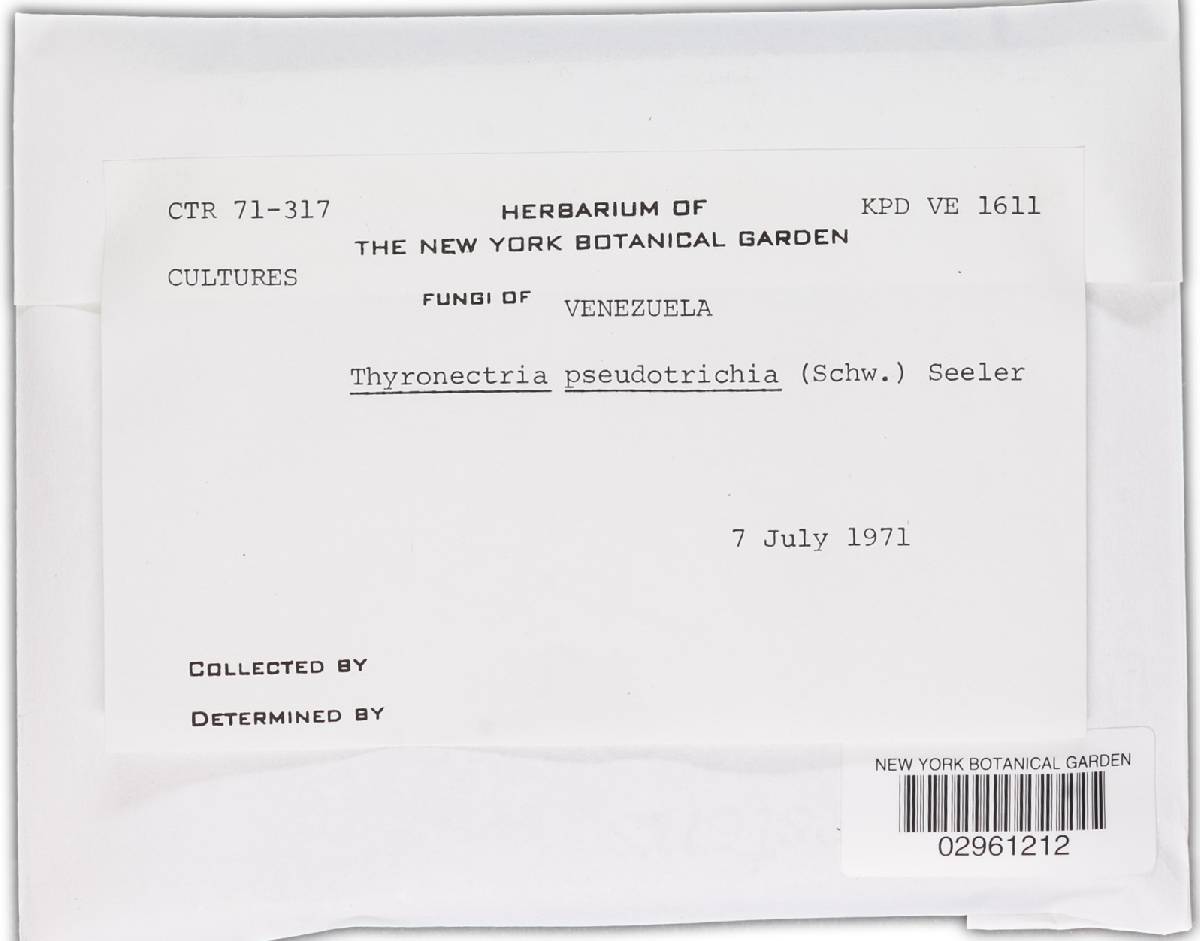 CTR 71-317
HERBARIUM OF
KPD VE 1611
THE NEW YORK BOTANICAL GARDEN
CULTURES
FUNGI OF VENEZUELA
Thyronectria pseudotrichia (Schw.) Seeler
7 July 1971
COLLECTED BY
DETERMINED BY
NEW YORK BOTANICAL GARDEN
02961212